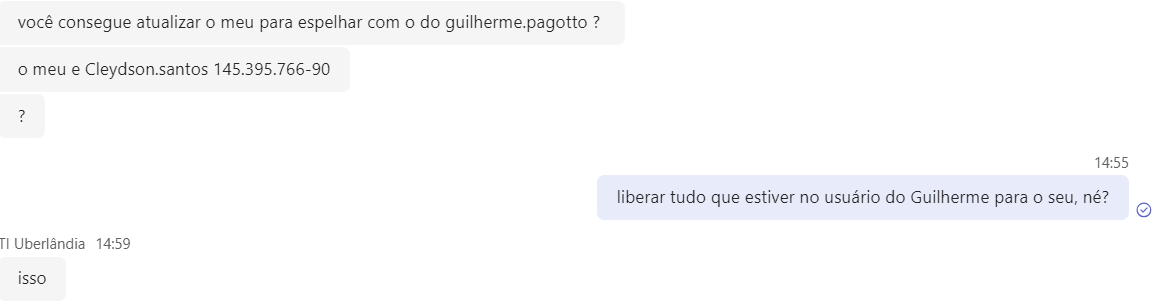 você consegue atualizar o meu para espelhar com o do guilherme.pagotto ?
o meu e Cleydson.santos 145.395.766-90
?
14:55
liberar tudo que estiver no usuário do Guilherme para o seu, né?
TI Uberlândia 14:59
isso